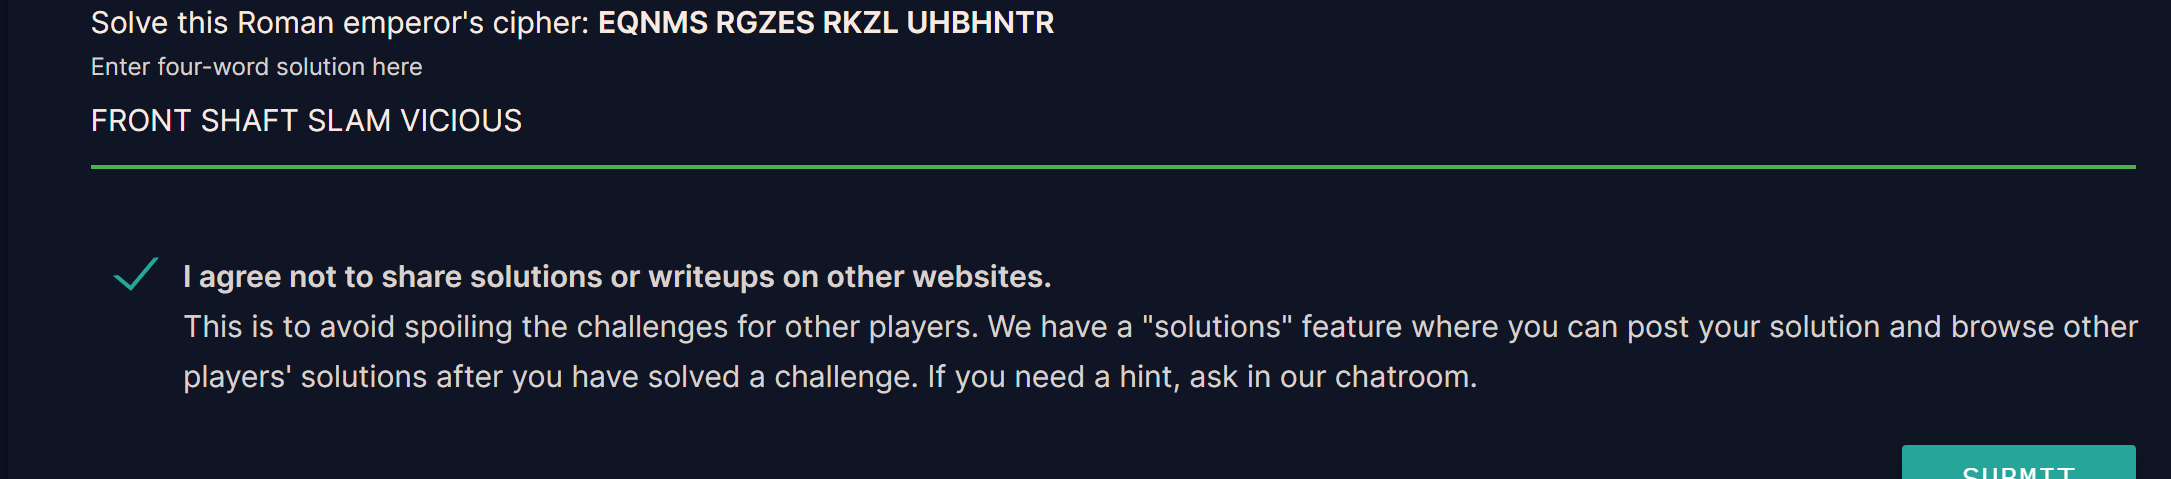 Solve this Roman emperor's cipher: EQNMS RGZES RKZL UHBHNTR
Enter four-word solution here
FRONT SHAFT SLAM VICIOUS
I agree not to share solutions or writeups on other websites.
This is to avoid spoiling the challenges for other players. We have a "solutions" feature where you can post your solution and browse other
players' solutions after you have solved a challenge. If you need a hint, ask in our chatroom.
SUBMIT